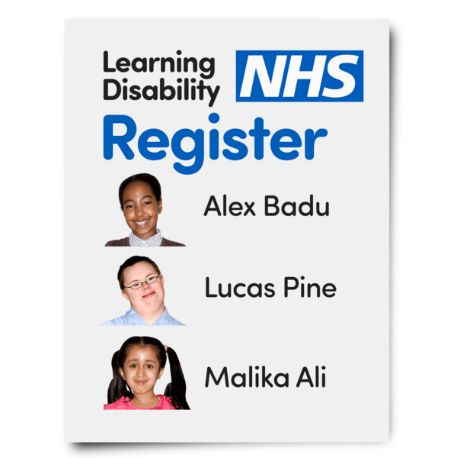 Learning
Disability
NHS
Register
Alex Badu
Lucas Pine
Malika Ali